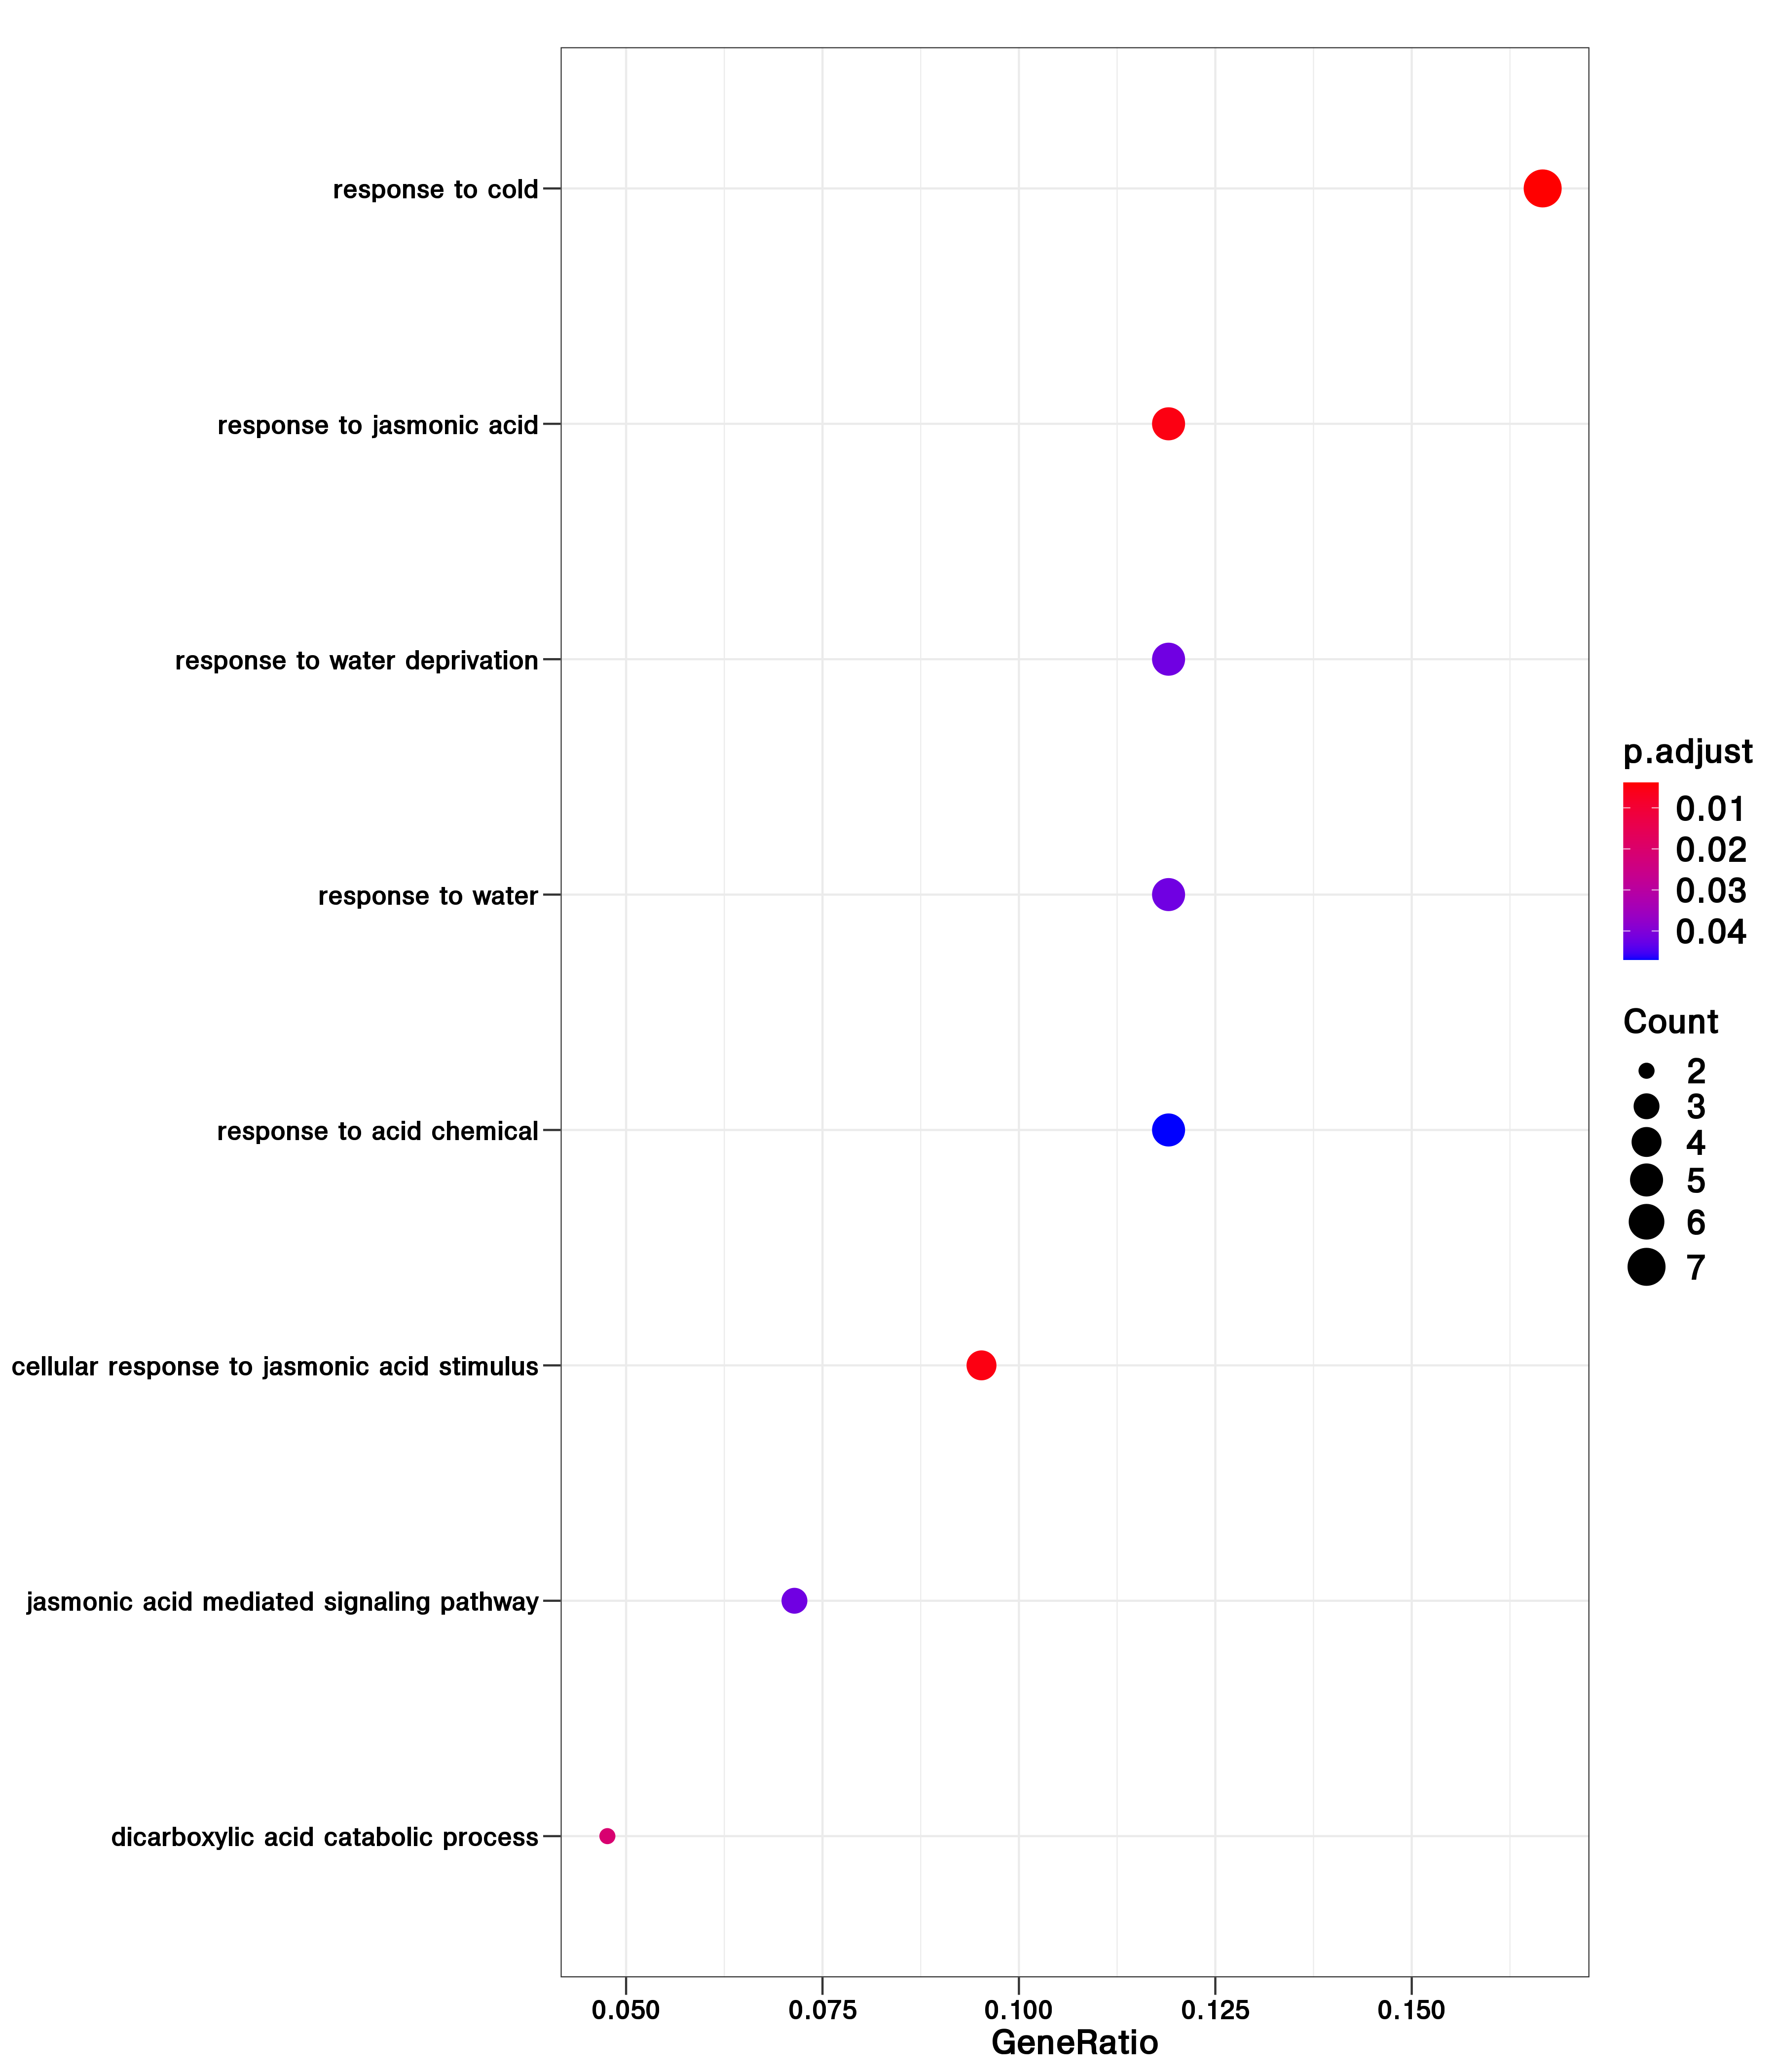 response to cold
response to jasmonic acid
response to water deprivation
response to water
response to acid chemical
cellular response to jasmonic acid stimulus
jasmonic acid mediated signaling pathway
dicarboxylic acid catabolic process
0.050 0.075 0.100 0.125 0.150
GeneRatio
p.adjust
0.01
0.02
0.03
0.04
Count
2
3
4
5
6
7